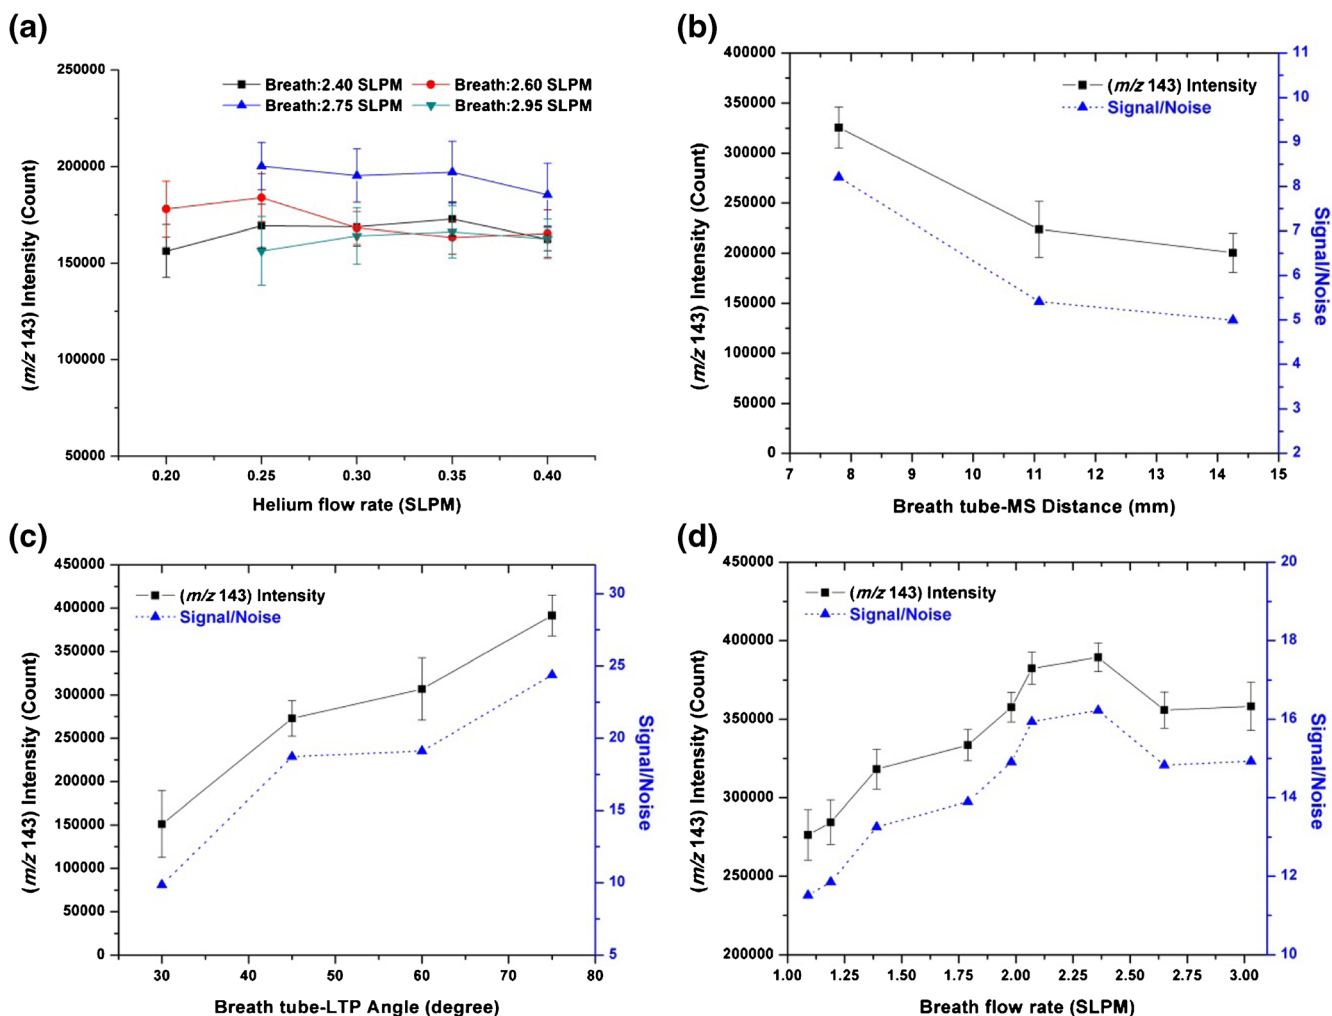 (a)
250000
200000
150000
100000
50000
(m/z 143) Intensity (Count)
Breath:2.40 SLPM Breath:2.60 SLPM
Breath:2.75 SLPM Breath:2.95 SLPM
0.20 0.25 0.30 0.35 0.40
Helium flow rate (SLPM)
(b)
400000
350000
300000
250000
200000
150000
100000
50000
0
(m/z 143) Intensity (Count)
(m/z 143) Intensity
Signal/Noise
11
10
9
8
7
6
5
4
3
2
Signal/Noise
7 8 9 10 11 12 13 14 15
Breath tube-MS Distance (mm)
(c)
450000
400000
350000
300000
250000
200000
150000
100000
50000
0
(m/z 143) Intensity (Count)
(m/z 143) Intensity
Signal/Noise
30
25
20
15
10
5
Signal/Noise
30 40 50 60 70 80
Breath tube-LTP Angle (degree)
(d)
450000
400000
350000
300000
250000
200000
(m/z 143) Intensity (Count)
(m/z 143) Intensity
Signal/Noise
20
18
16
14
12
10
Signal/Noise
1.00 1.25 1.50 1.75 2.00 2.25 2.50 2.75 3.00
Breath flow rate (SLPM)